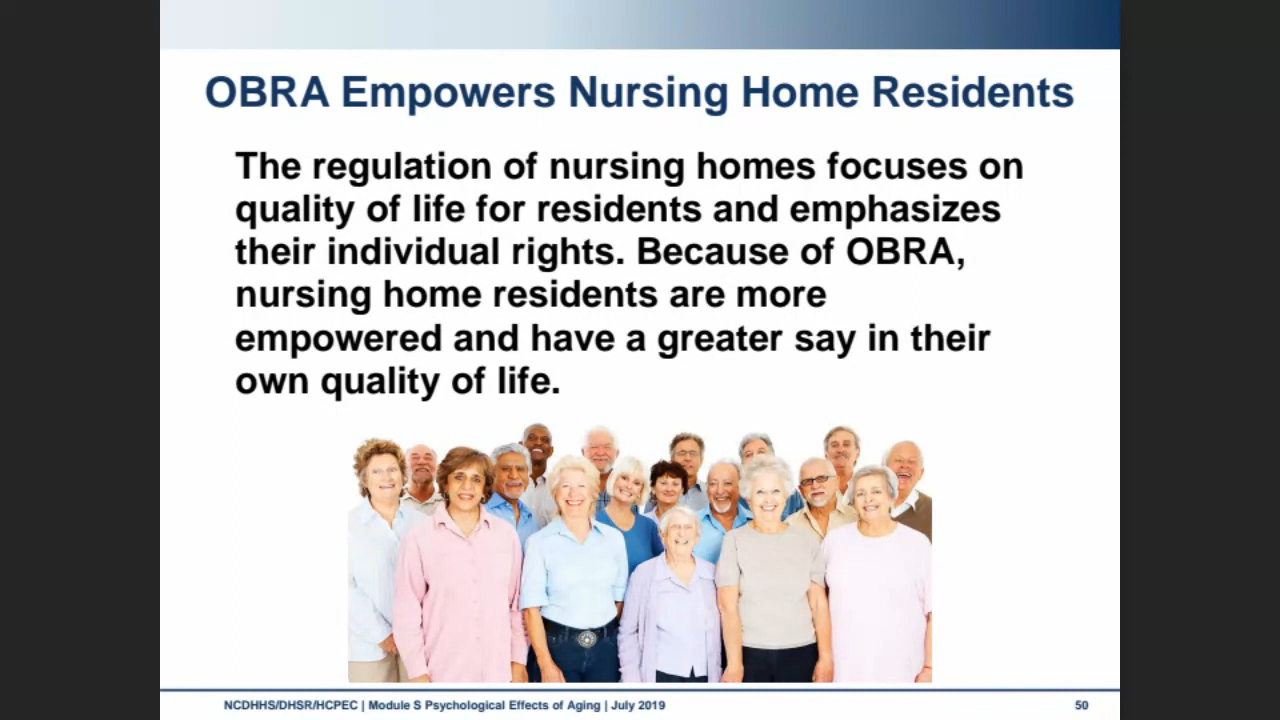 OBRA Empowers Nursing Home Residents
The regulation of nursing homes focuses on
quality of life for residents and emphasizes
their individual rights. Because of OBRA,
nursing home residents are more
empowered and have a greater say in their
own quality of life.
NCDHHS/DHSR/HCPEC | Module S Psychological Effects of Aging | July 2019
50